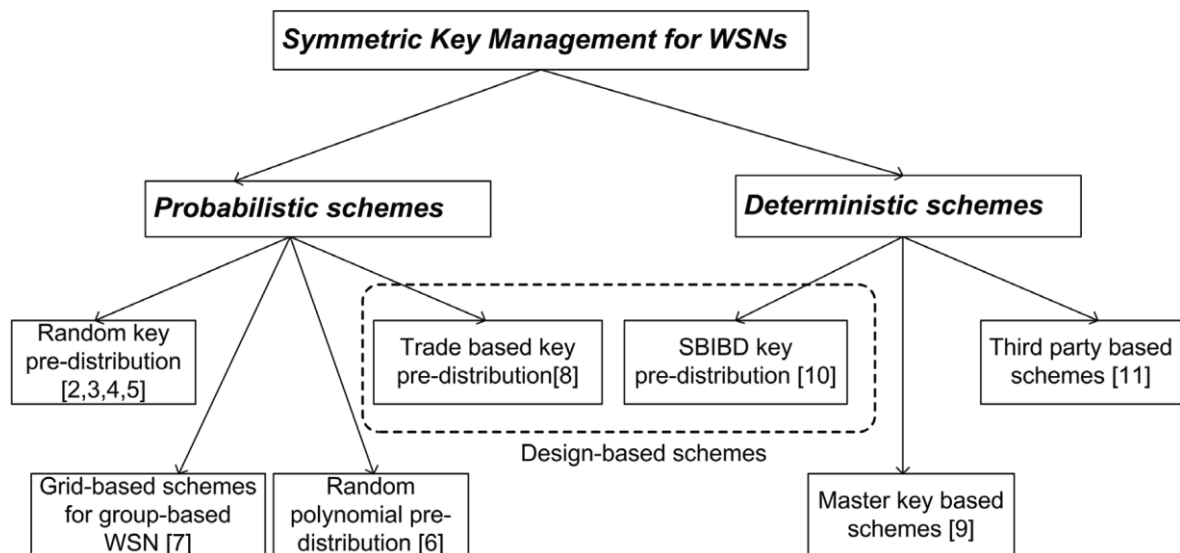 Symmetric Key Management for WSNs
Probabilistic schemes
Deterministic schemes
Random key
pre-distribution
[2,3,4,5]
Trade based key
pre-distribution[8]
SBIBD key
pre-distribution [10]
Third party based
schemes [11]
Design-based schemes
Grid-based schemes
for group-based
WSN [7]
Random
polynomial pre-
distribution [6]
Master key based
schemes [9]